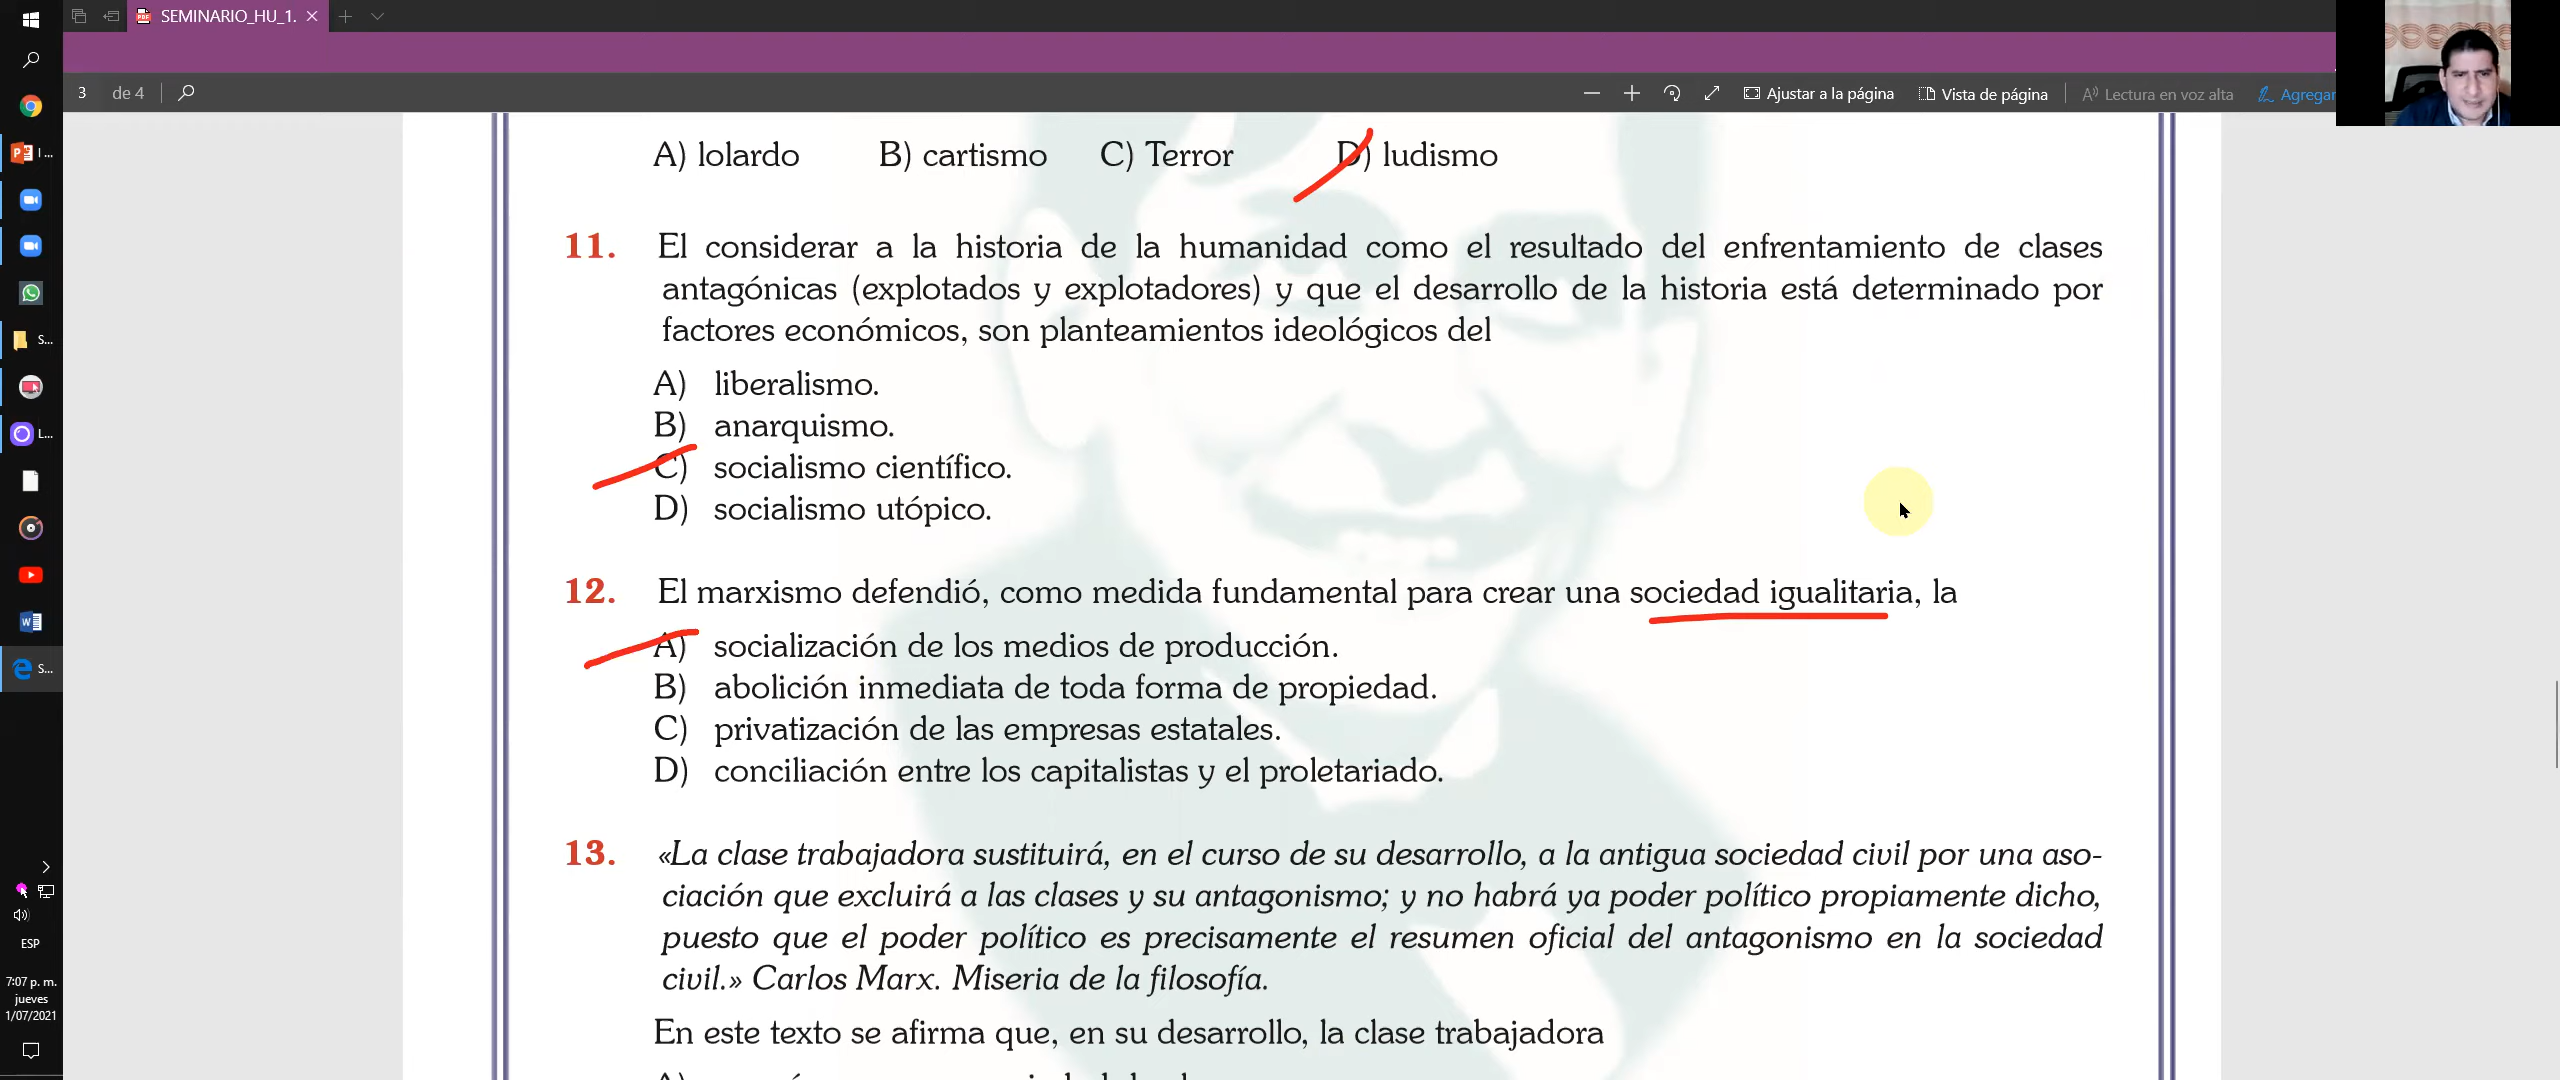 SEMINARIO_HU_1.
3 de 4
Ajustar a la página
Vista de página
Lectura en voz alta
Agregar
A) lolardo B) cartismo C) Terror D) ludismo
11. El considerar a la historia de la humanidad como el resultado del enfrentamiento de clases
antagónicas (explotados y explotadores) y que el desarrollo de la historia está determinado por
factores económicos, son planteamientos ideológicos del
A) liberalismo.
B) anarquismo.
C) socialismo científico.
D) socialismo utópico.
12. El marxismo defendió, como medida fundamental para crear una sociedad igualitaria, la
A) socialización de los medios de producción.
B) abolición inmediata de toda forma de propiedad.
C) privatización de las empresas estatales.
D) conciliación entre los capitalistas y el proletariado.
13. «La clase trabajadora sustituirá, en el curso de su desarrollo, a la antigua sociedad civil por una aso-
ciación que excluirá a las clases y su antagonismo; y no habrá ya poder político propiamente dicho,
puesto que el poder político es precisamente el resumen oficial del antagonismo en la sociedad
civil.» Carlos Marx. Miseria de la filosofía.
En este texto se afirma que, en su desarrollo, la clase trabajadora
I...
S...
L...
S...
ESP
7:07 p. m.
jueves
1/07/2021